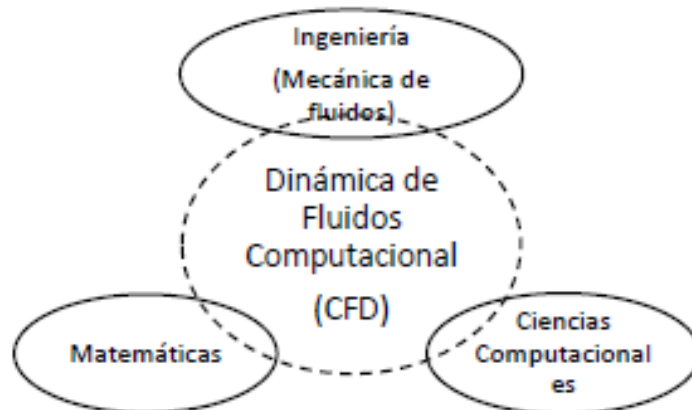 Ingeniería
(Mecánica de
fluidos)
Dinámica de
Fluidos
Computacional
(CFD)
Matemáticas
Ciencias
Computacional
es